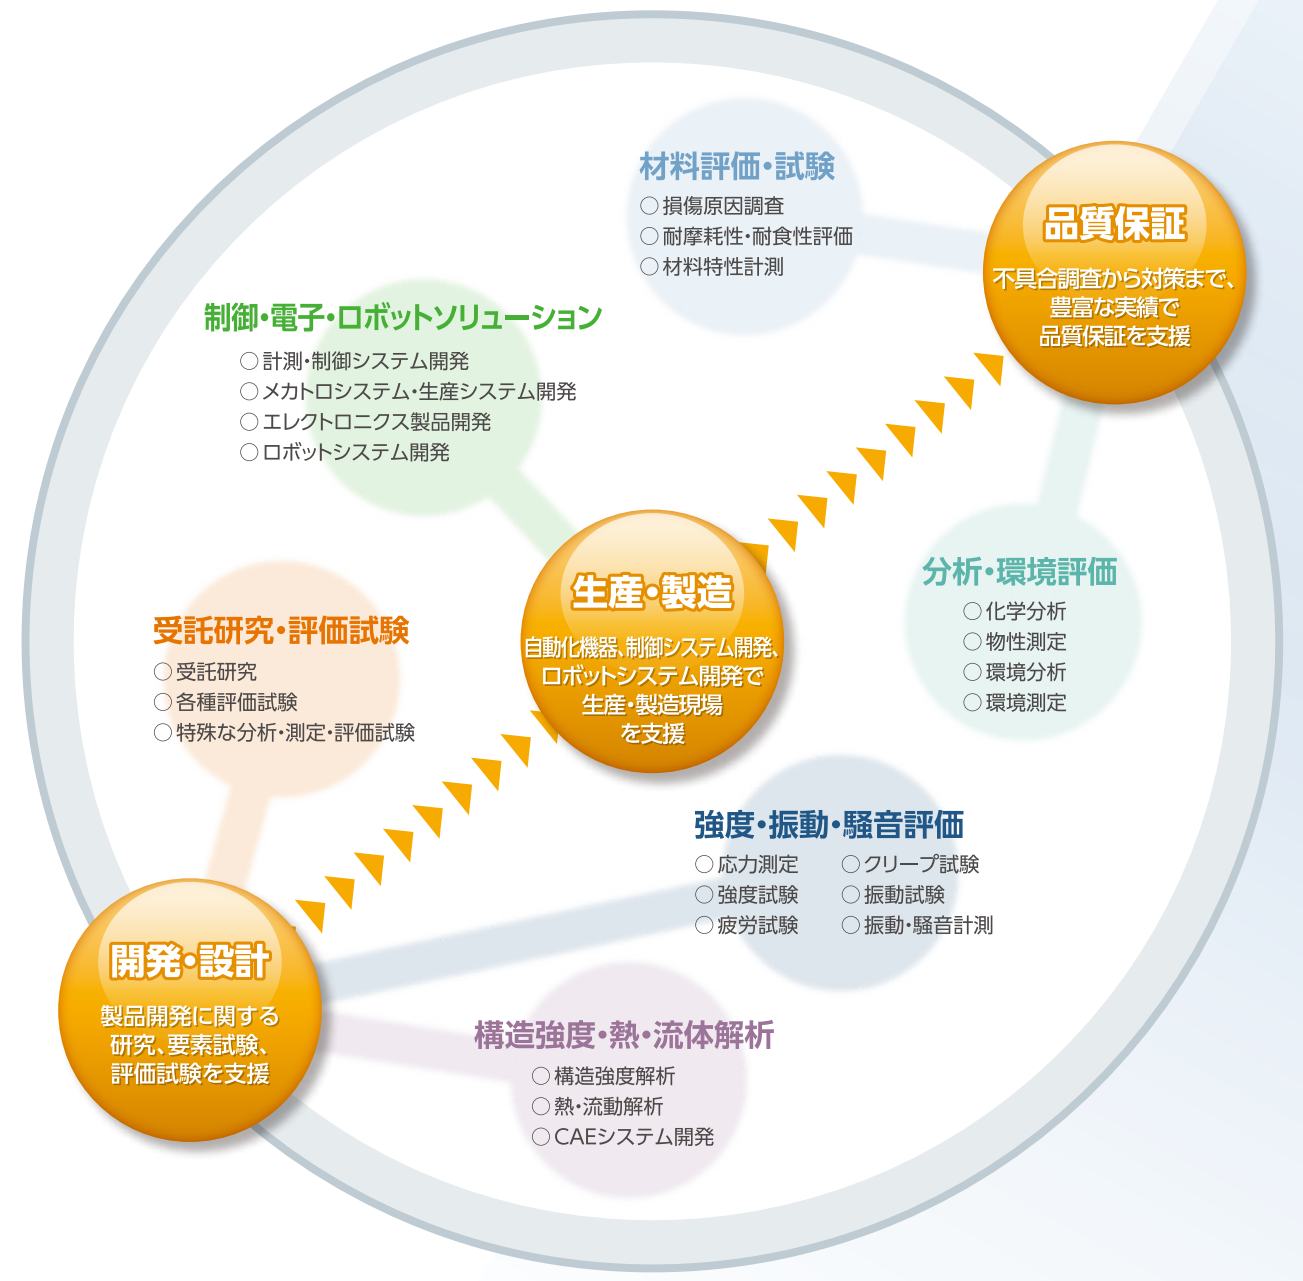 材料評価・試験
○損傷原因調査
○耐摩耗性・耐食性評価
○材料特性計測
品質保証
不具合調査から対策まで、
豊富な実績で
品質保証を支援
制御・電子・ロボットソリューション
○計測・制御システム開発
○メカトロシステム・生産システム開発
○エレクトロニクス製品開発
○ロボットシステム開発
生産・製造
自動化機器、制御システム開発、
ロボットシステム開発で
生産・製造現場
を支援
分析・環境評価
○化学分析
○物性測定
○環境分析
○環境測定
受託研究・評価試験
○受託研究
○各種評価試験
○特殊な分析・測定・評価試験
強度・振動・騒音評価
○応力測定 ○クリープ試験
○強度試験 ○振動試験
○疲労試験 ○振動・騒音計測
開発・設計
製品開発に関する
研究、要素試験、
評価試験を支援
構造強度・熱・流体解析
○構造強度解析
○熱・流動解析
○CAEシステム開発